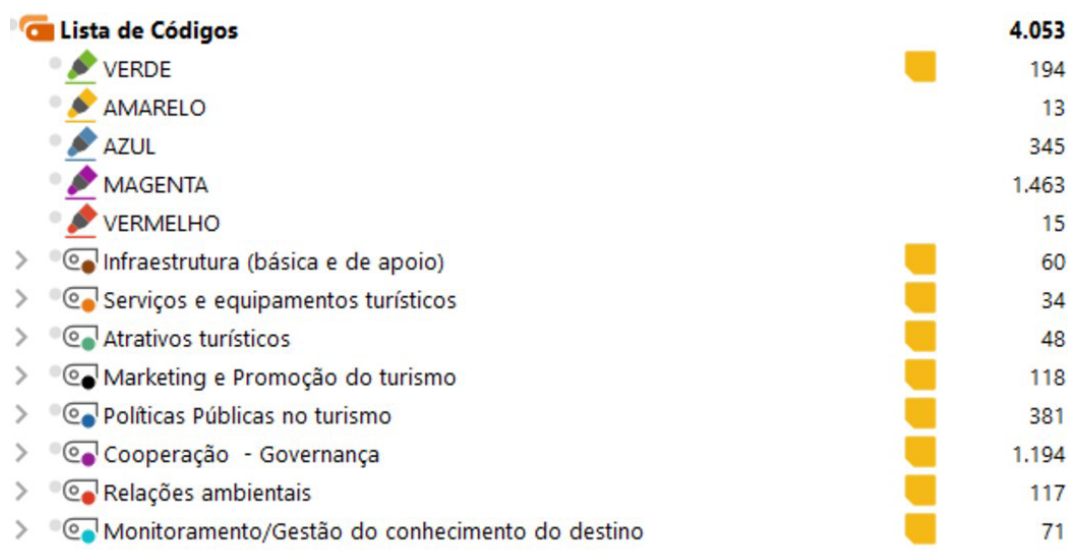 Lista de Códigos 4.053
VERDE 194
AMARELO 13
AZUL 345
MAGENTA 1.463
VERMELHO 15
Infraestrutura (básica e de apoio) 60
Serviços e equipamentos turísticos 34
Atrativos turísticos 48
Marketing e Promoção do turismo 118
Políticas Públicas no turismo 381
Cooperação - Governança 1.194
Relações ambientais 117
Monitoramento/Gestão do conhecimento do destino 71